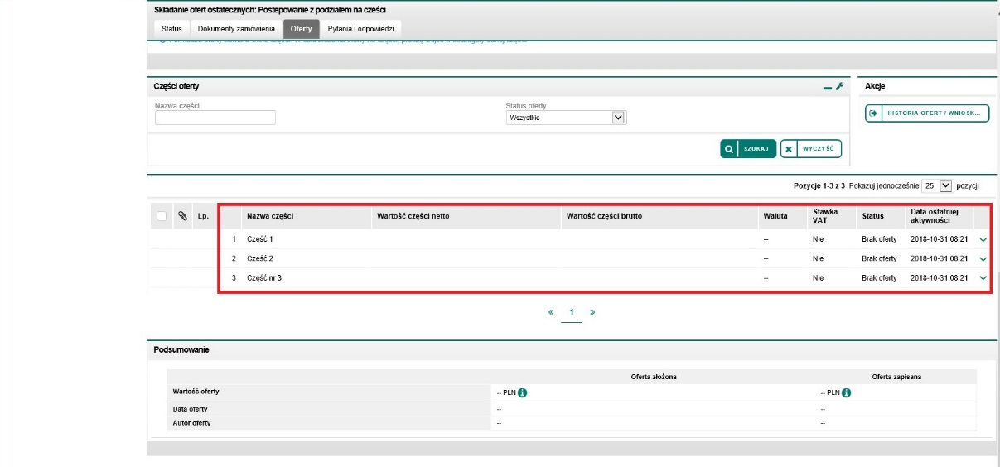 Składanie ofert ostatecznych: Postepowanie z podziałem na cześci
Status Dokumenty zamówienia Oferty Pytania i odpowiedzi
Części oferty
Akcje
Nazwa części Status oferty
Wszystkie
HISTORIA OFERT / WNIOSK...
SZUKAJ WYCZYŚĆ
Pozycje 1-3 z 3 Pokazuj jednocześnie 25 pozycji
Lp. Nazwa części Wartość części netto Wartość części brutto Waluta Stawka VAT Status Data ostatniej aktywności
1 Część 1 -- Nie Brak oferty 2018-10-31 08:21
2 Część 2 -- Nie Brak oferty 2018-10-31 08:21
3 Część nr 3 -- Nie Brak oferty 2018-10-31 08:21
« 1 »
Podsumowanie
Oferta złożona Oferta zapisana
Wartość oferty -- PLN -- PLN
Data oferty -- --
Autor oferty -- --